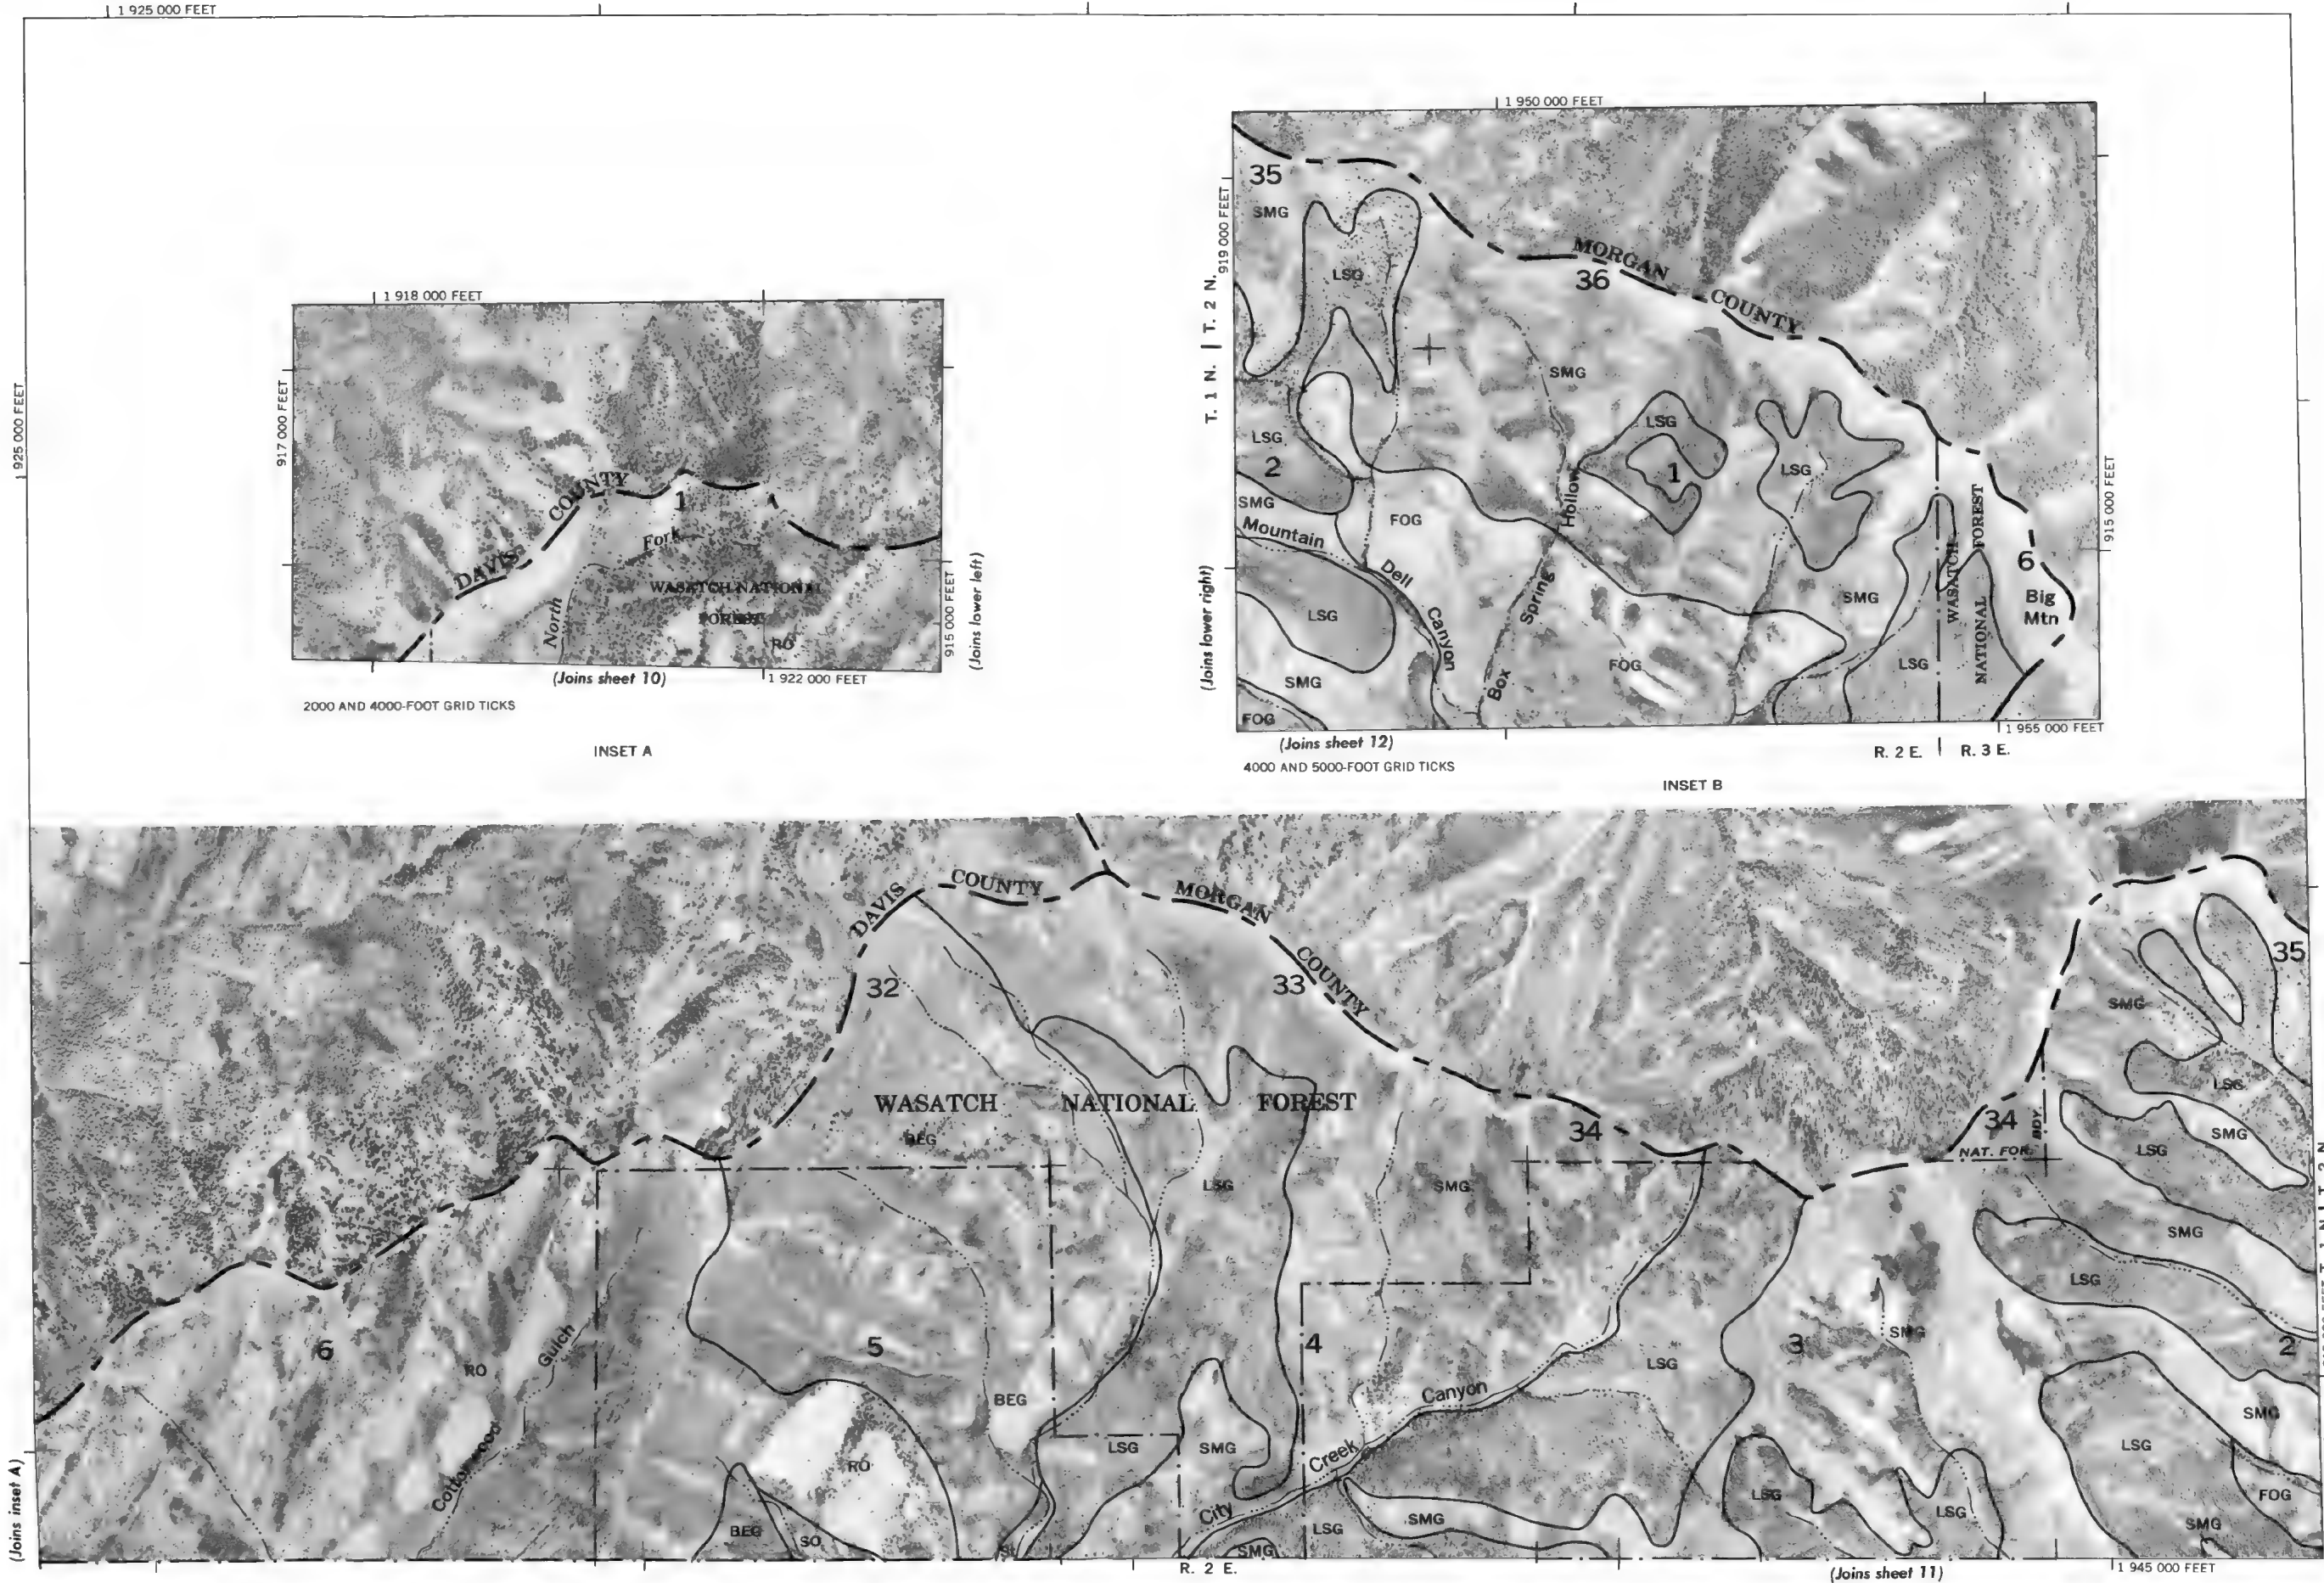 1 925 000 FEET
1 925 000 FEET
1 918 000 FEET
917 000 FEET
DAVIS COUNTY
1
North Fork
WASATCH NATIONAL
FOREST
RO
915 000 FEET
(Joins lower left)
(Joins sheet 10)
1 922 000 FEET
2000 AND 4000-FOOT GRID TICKS
INSET A
1 950 000 FEET
919 000 FEET
T. 1 N. | T. 2 N.
(Joins lower right)
35
SMG
LSG
MORGAN COUNTY
36
SMG
LSG
2
SMG
LSG
1
LSG
FOG
Mountain Dell Canyon
Box Spring Hollow
LSG
SMG
FOG
FOG
SMG
LSG
WASATCH
NATIONAL FOREST
6
Big
Mtn
915 000 FEET
(Joins sheet 12)
1 955 000 FEET
R. 2 E. | R. 3 E.
4000 AND 5000-FOOT GRID TICKS
INSET B
DAVIS COUNTY
MORGAN COUNTY
32
33
35
SMG
LSG
WASATCH NATIONAL FOREST
BEG
34
34
NAT. FOR.
BDY
SMG
LSG
LSG
SMG
SMG
LSG
6
RO
Cottonwood Gulch
5
4
3
SMG
2
LSG
BEG
Canyon
LSG
SMG
SMG
LSG
RO
Creek
City
LSG
LSG
FOG
BEG
SO
LSG
SMG
SMG
SMG
(Joins inset A)
R. 2 E.
(Joins sheet 11)
1 945 000 FEET